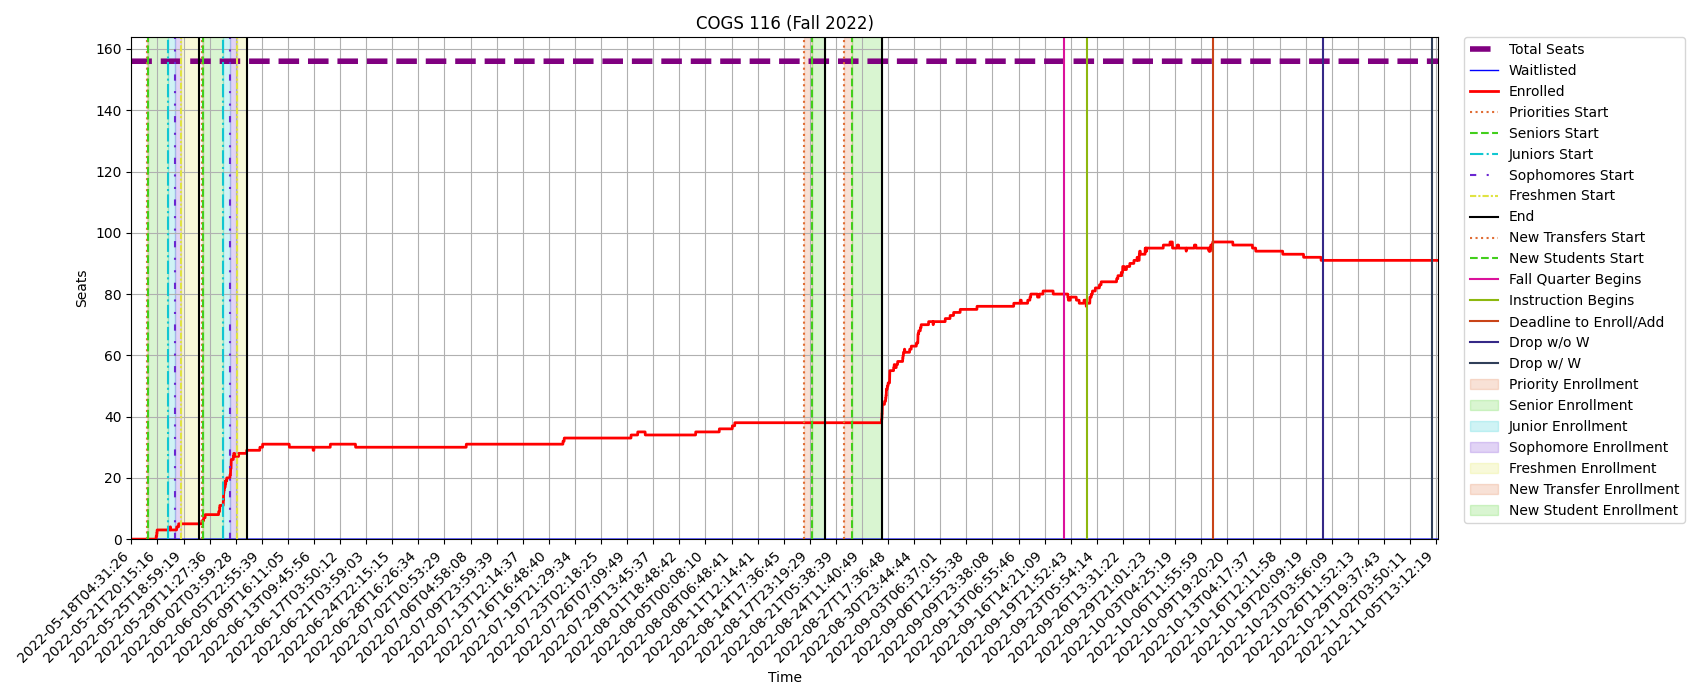 COGS 116 (Fall 2022)
160
140
120
100
80
60
40
20
0
Seats
2022-05-18T04:31:26
2022-05-21T20:15:16
2022-05-25T18:59:19
2022-05-29T11:27:36
2022-06-02T03:59:28
2022-06-05T22:55:39
2022-06-09T16:11:05
2022-06-13T09:45:56
2022-06-17T03:50:12
2022-06-21T03:59:03
2022-06-24T22:15:15
2022-06-28T16:26:34
2022-07-02T10:53:29
2022-07-06T04:58:08
2022-07-09T23:59:39
2022-07-13T12:14:37
2022-07-16T16:48:40
2022-07-19T21:29:34
2022-07-23T02:18:25
2022-07-26T07:09:49
2022-07-29T13:45:37
2022-08-01T18:48:42
2022-08-05T00:08:10
2022-08-08T06:48:41
2022-08-11T12:14:41
2022-08-14T17:36:45
2022-08-17T23:19:29
2022-08-21T05:38:39
2022-08-24T11:40:49
2022-08-27T17:36:48
2022-08-30T23:44:44
2022-09-03T06:37:01
2022-09-06T12:55:38
2022-09-09T23:38:08
2022-09-13T06:55:46
2022-09-16T14:21:09
2022-09-19T21:52:43
2022-09-23T05:54:14
2022-09-26T13:31:22
2022-09-29T21:01:23
2022-10-03T04:25:19
2022-10-06T11:55:59
2022-10-09T19:20:20
2022-10-13T04:17:37
2022-10-16T12:11:58
2022-10-19T20:09:19
2022-10-23T03:56:09
2022-10-26T11:52:13
2022-10-29T19:37:43
2022-11-02T03:50:11
2022-11-05T13:12:19
Time
Total Seats
Waitlisted
Enrolled
Priorities Start
Seniors Start
Juniors Start
Sophomores Start
Freshmen Start
End
New Transfers Start
New Students Start
Fall Quarter Begins
Instruction Begins
Deadline to Enroll/Add
Drop w/o W
Drop w/ W
Priority Enrollment
Senior Enrollment
Junior Enrollment
Sophomore Enrollment
Freshmen Enrollment
New Transfer Enrollment
New Student Enrollment